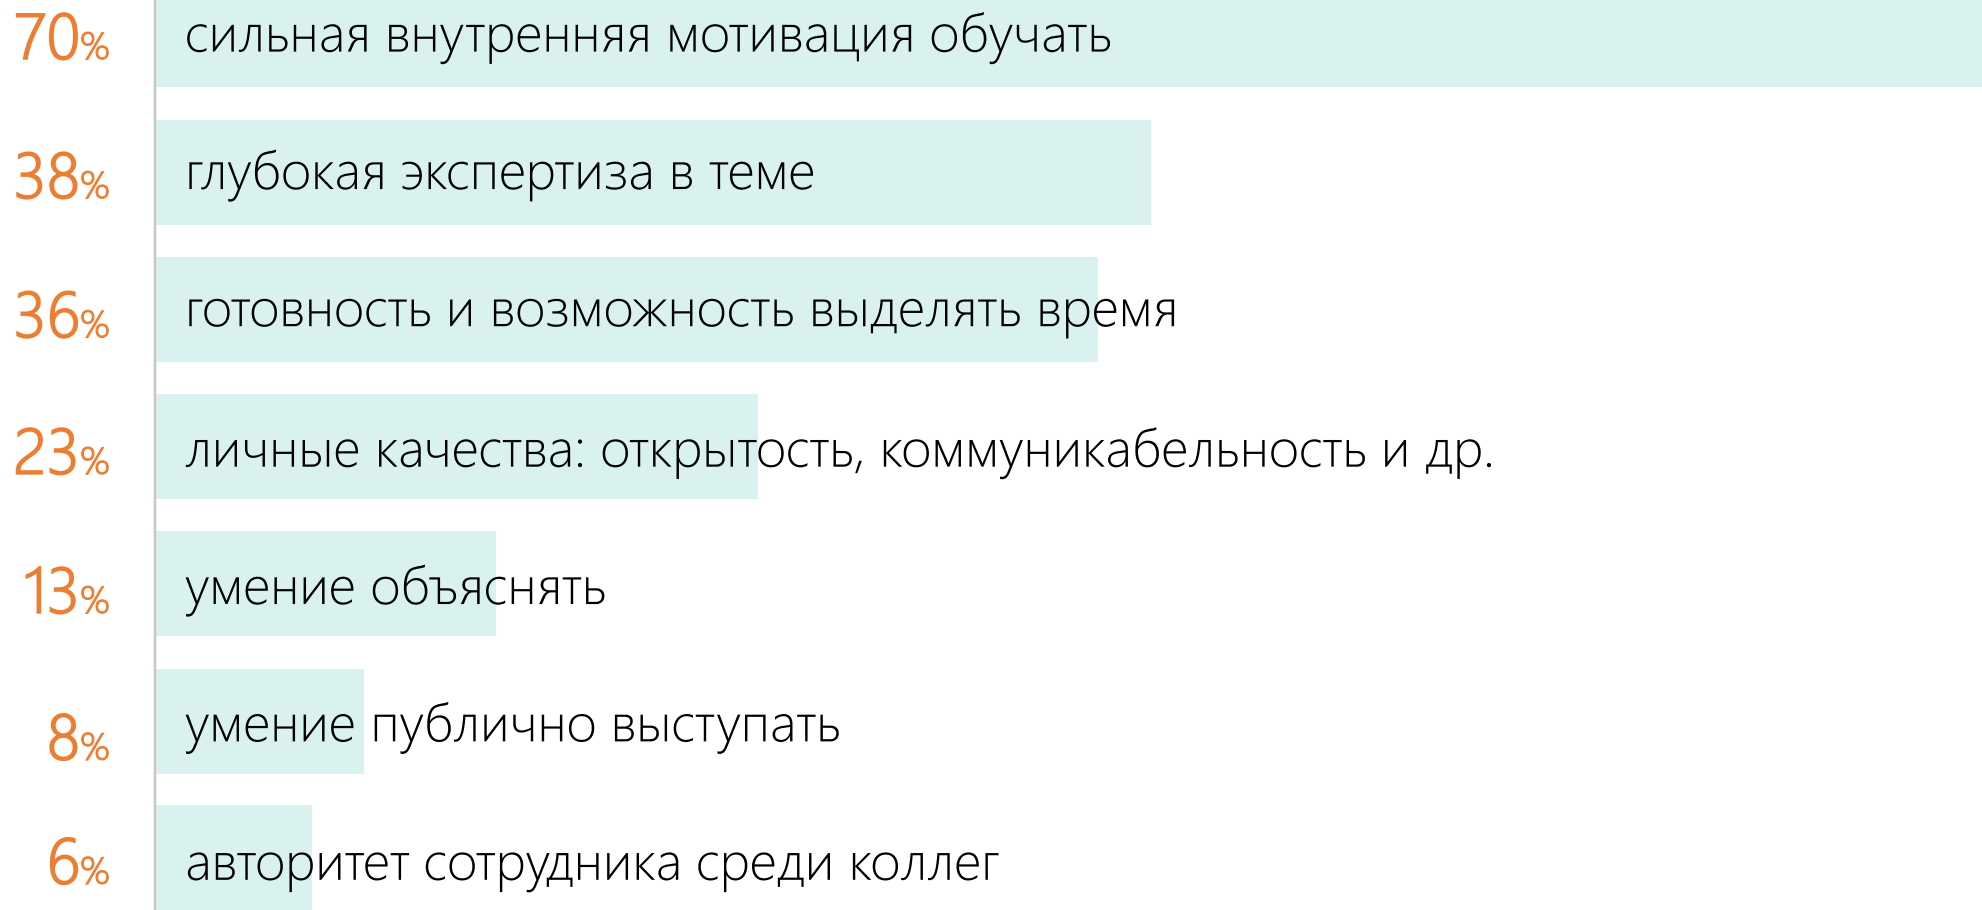 70% сильная внутренняя мотивация обучать
38% глубокая экспертиза в теме
36% готовность и возможность выделять время
23% личные качества: открытость, коммуникабельность и др.
13% умение объяснять
8% умение публично выступать
6% авторитет сотрудника среди коллег